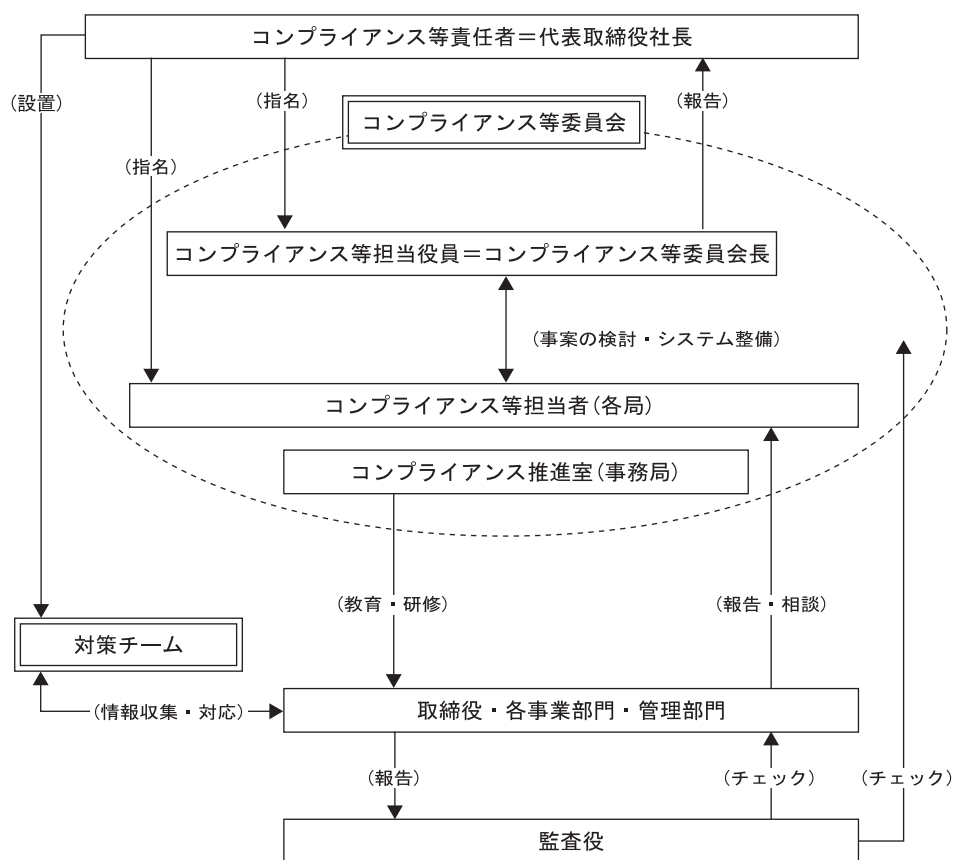 コンプライアンス等責任者＝代表取締役社長
（設置）
（指名）
（報告）
コンプライアンス等委員会
（指名）
コンプライアンス等担当役員＝コンプライアンス等委員会長
（事案の検討・システム整備）
コンプライアンス等担当者（各局）
コンプライアンス推進室（事務局）
（教育・研修）
（報告・相談）
対策チーム
（情報収集・対応）
取締役・各事業部門・管理部門
（報告）
（チェック）
（チェック）
監査役